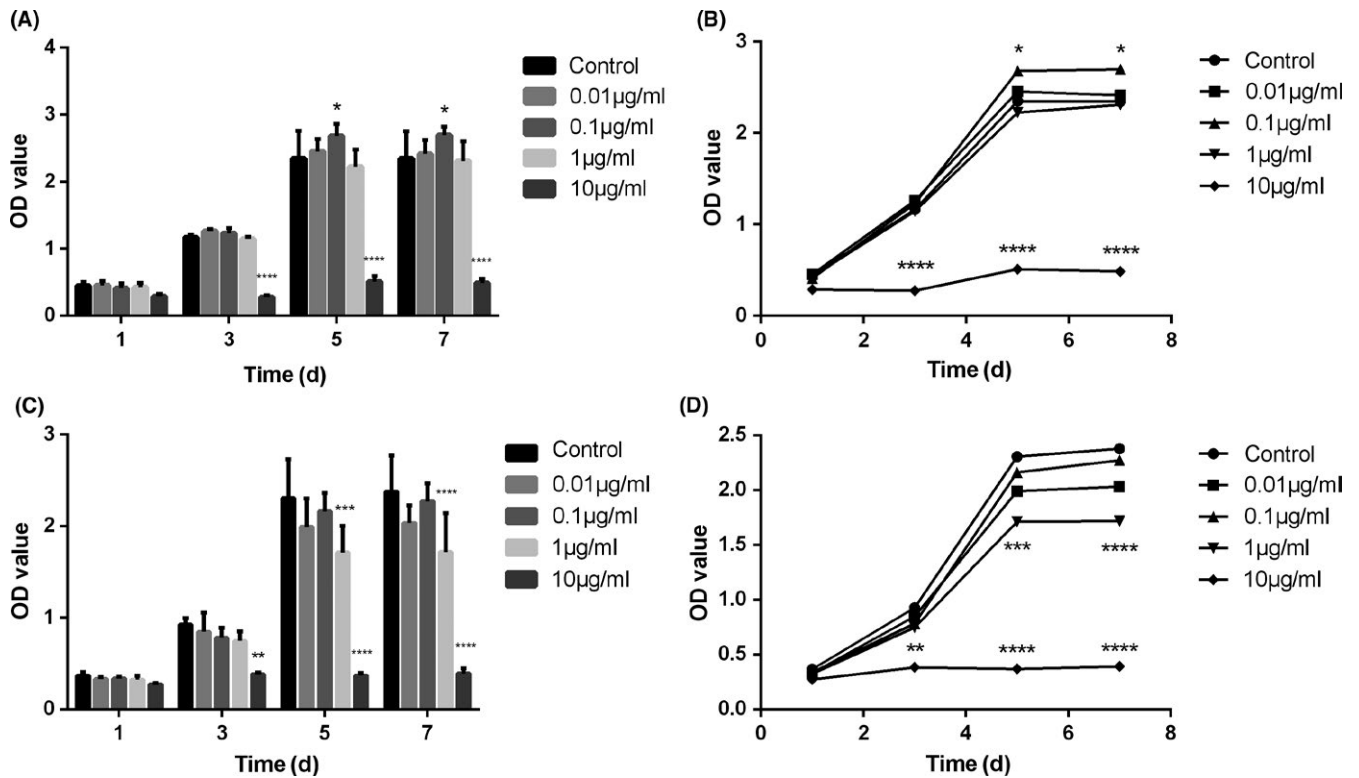 (A)
OD value
4
3
2
1
0
* *
**** **** ****
1 3 5 7
Time (d)
Control
0.01µg/ml
0.1µg/ml
1µg/ml
10µg/ml
(B)
OD value
3
2
1
0
* *
**** **** ****
0 2 4 6 8
Time (d)
Control
0.01µg/ml
0.1µg/ml
1µg/ml
10µg/ml
(C)
OD value
3
2
1
0
*** ****
** **** ****
1 3 5 7
Time (d)
Control
0.01µg/ml
0.1µg/ml
1µg/ml
10µg/ml
(D)
OD value
2.5
2.0
1.5
1.0
0.5
0.0
*** ****
** **** ****
0 2 4 6 8
Time (d)
Control
0.01µg/ml
0.1µg/ml
1µg/ml
10µg/ml